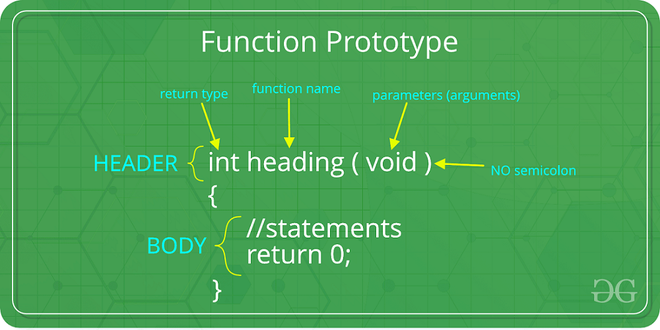 Function Prototype
return type
function name
parameters (arguments)
HEADER
int heading ( void )
NO semicolon
{
BODY
//statements
return 0;
}
GG